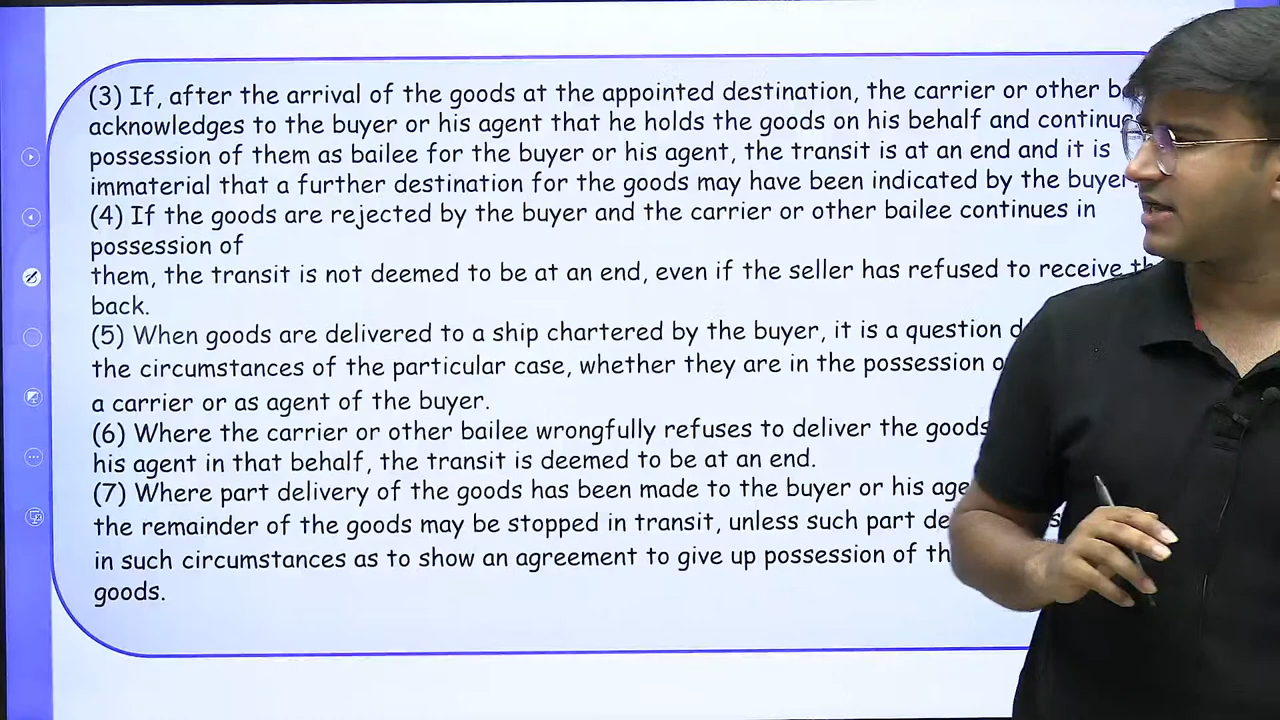 (3) If, after the arrival of the goods at the appointed destination, the carrier or other
acknowledges to the buyer or his agent that he holds the goods on his behalf and
possession of them as bailee for the buyer or his agent, the transit is at an end and it is
immaterial that a further destination for the goods may have been indicated by the buyer
(4) If the goods are rejected by the buyer and the carrier or other bailee continues in
possession of
them, the transit is not deemed to be at an end, even if the seller has refused to receive
back.
(5) When goods are delivered to a ship chartered by the buyer, it is a question
the circumstances of the particular case, whether they are in the possession
a carrier or as agent of the buyer.
(6) Where the carrier or other bailee wrongfully refuses to deliver the goods
his agent in that behalf, the transit is deemed to be at an end.
(7) Where part delivery of the goods has been made to the buyer or his
the remainder of the goods may be stopped in transit, unless such part
in such circumstances as to show an agreement to give up possession of
goods.